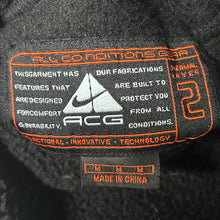 ALL CONDITIONS GEAR
THIS GARMENT HAS OUR FABRICATIONS
FEATURES THAT ARE BUILT TO
ARE DESIGNED PROTECT YOU
FOR COMFORT FROM ALL
& DURABILITY. CONDITIONS.
ACG
THERMAL
LAYER
2
FUNCTIONAL - INNOVATIVE - TECHNOLOGY
M M M
MADE IN CHINA